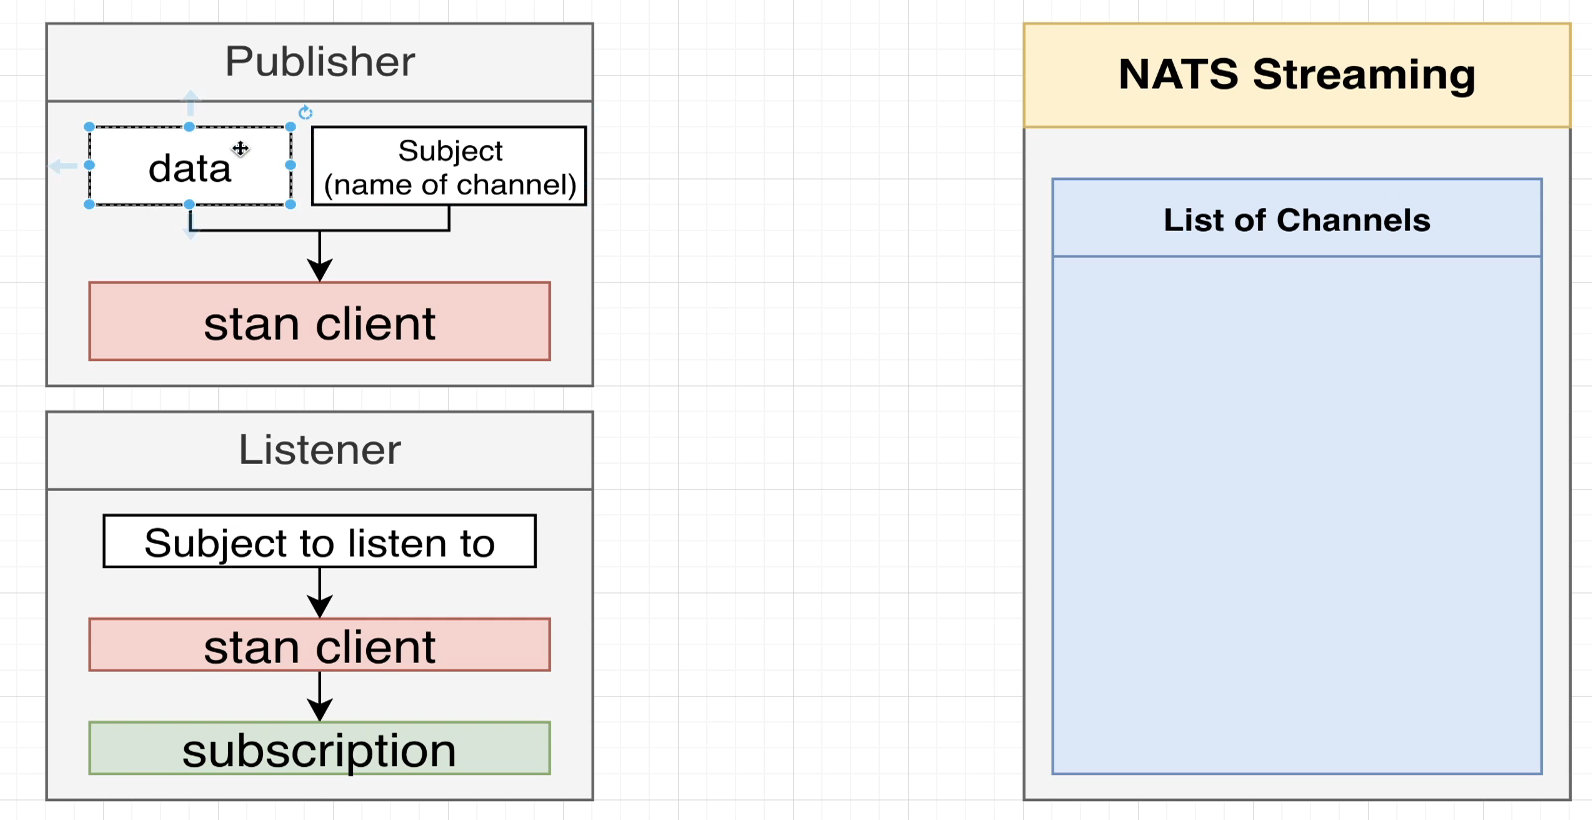 Publisher
data
Subject
(name of channel)
stan client
Listener
Subject to listen to
stan client
subscription
NATS Streaming
List of Channels